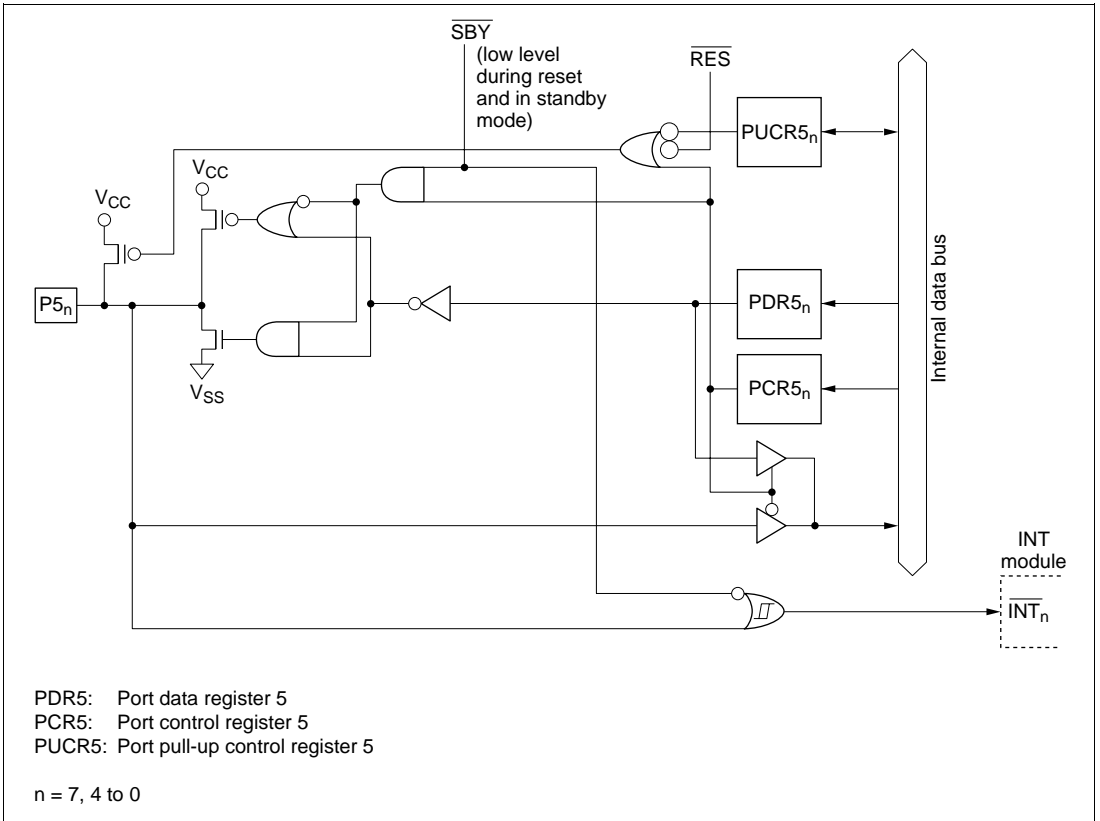 SBY
(low level
during reset
and in standby
mode)
RES
PUCR5n
VCC
VCC
P5n
VSS
PDR5n
PCR5n
Internal data bus
INT
module
INTn
PDR5: Port data register 5
PCR5: Port control register 5
PUCR5: Port pull-up control register 5
n = 7, 4 to 0